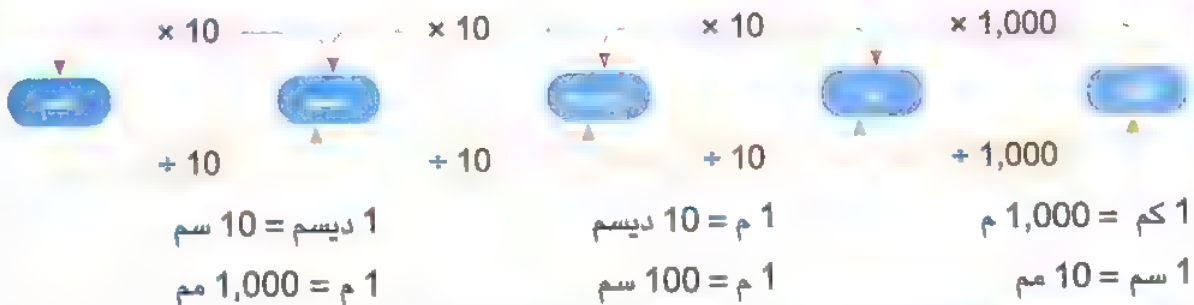 × 10 × 10 × 10 × 1,000
÷ 10 ÷ 10 ÷ 10 ÷ 1,000
1 كم = 1,000 م 1 م = 10 ديسم 1 ديسم = 10 سم
1 سم = 10 مم 1 م = 100 سم 1 م = 1,000 مم